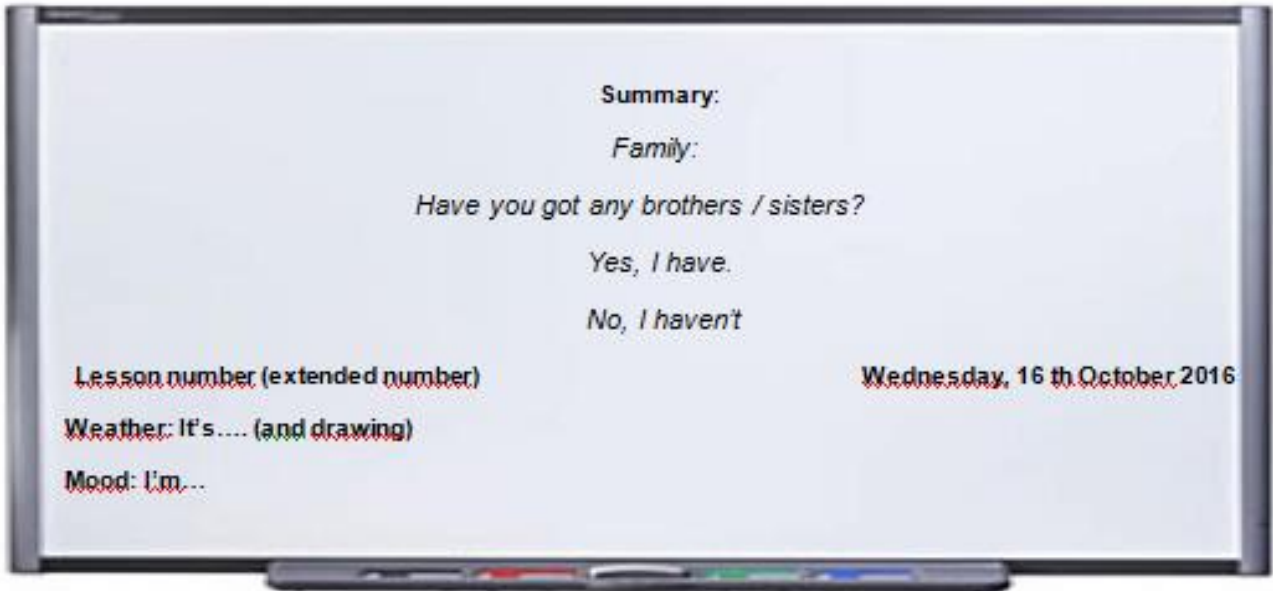 Summary:
Family:
Have you got any brothers / sisters?
Yes, I have.
No, I haven't
Lesson number (extended number) Wednesday, 16 th October 2016
Weather: It's.... (and drawing)
Mood: I'm...